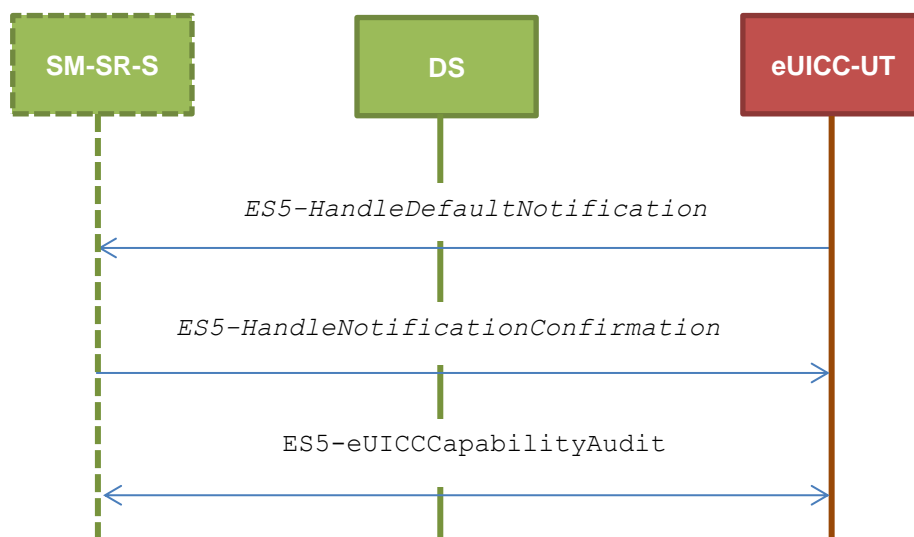 SM-SR-S
DS
eUICC-UT
ES5-HandleDefaultNotification
ES5-HandleNotificationConfirmation
ES5-eUICCCapabilityAudit